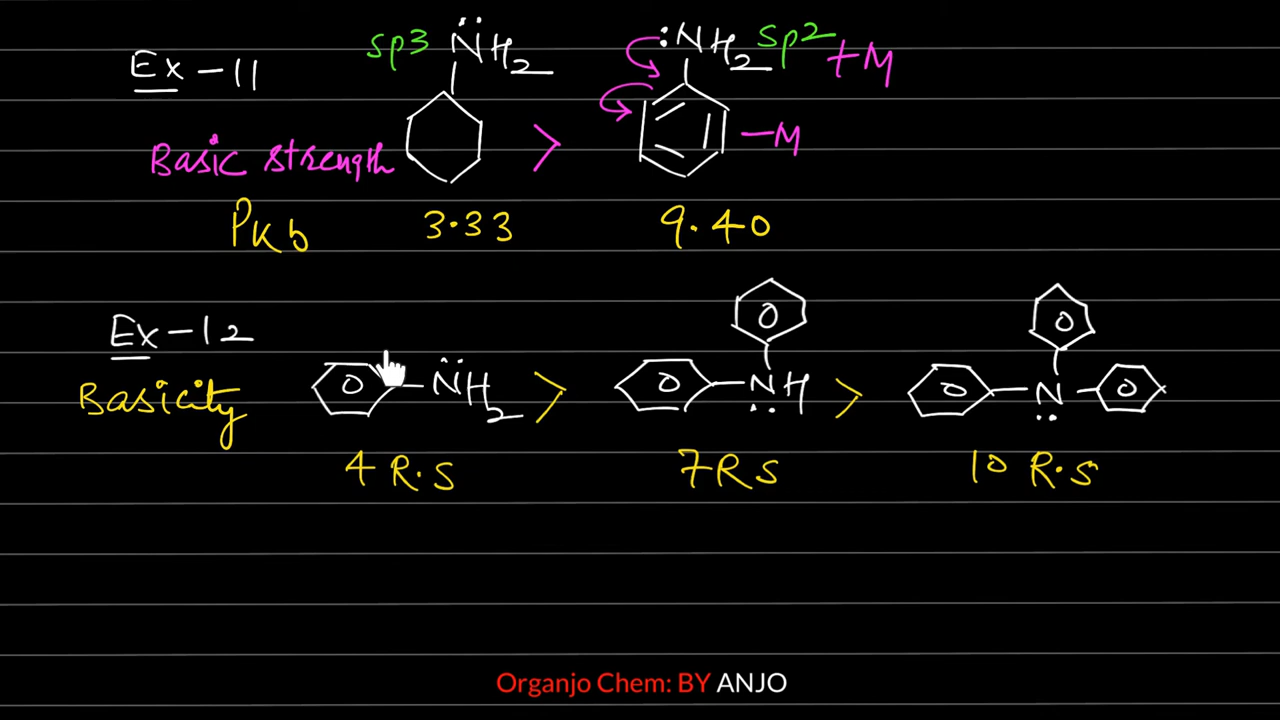 sp3 NH2 :NH2 sp2 +M
Ex-11
Basic strength > -M
Pkb 3.33 9.40
Ex-12
Basicity NH2 > NH > N
4 R.S 7 RS 10 R.S
Organjo Chem: BY ANJO